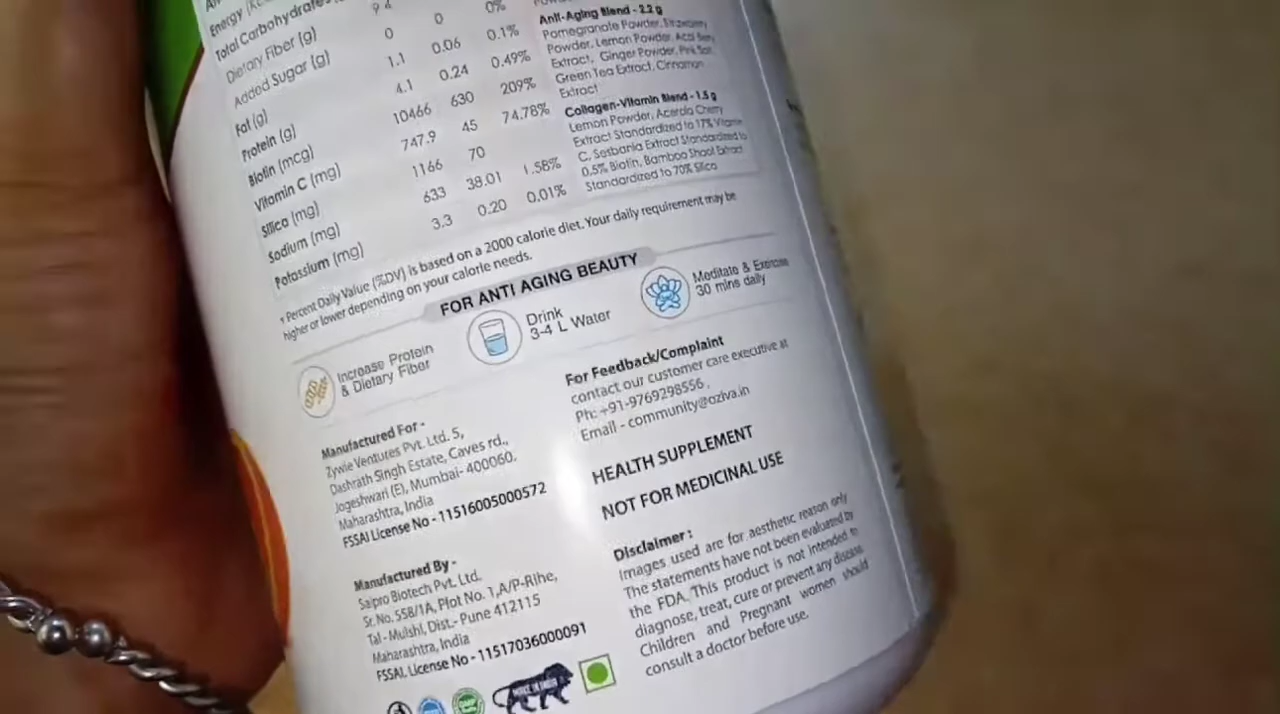 Energy
Total Carbohydrates
Dietary Fiber (g)
0 0 0%
Added Sugar (g)
1.1 0.06 0.1%
Fat (g)
4.1 0.24 0.49%
Protein (g)
10466 630 209%
Biotin (mcg)
747.9 45 74.78%
Vitamin C (mg)
1166 70
Silica (mg)
633 38.01 1.58%
Sodium (mg)
3.3 0.20 0.01%
Potossium (mg)
* Percent Daily Value (%DV) is based on a 2000 calorie diet. Your daily requirement may be
higher or lower depending on your calorie needs.
Anti-Aging Blend - 2.2 g
Pomegranate Powder,
Powder, Lemon Powder, Acai Berry
Extract, Ginger Powder,
Green Tea Extract, Cinnamon
Extract
Collagen-Vitamin Blend - 1.5 g
Lemon Powder, Acerola Cherry
Extract Standardized to 17% Vitamin
C, Sesbania Extract Standardized to
0.5% Biotin, Bamboo Shoot Extract
Standardized to 70% Silica
FOR ANTI AGING BEAUTY
Increase Protein
& Dietary Fiber
Drink
3-4 L Water
Meditate & Exercise
30 mins daily
Manufactured For -
Zywie Ventures Pvt. Ltd. 5,
Dashrath Singh Estate, Caves rd.,
Jogeshwari (E), Mumbai- 400060.
Maharashtra, India
FSSAI License No - 11516005000572
Manufactured By -
Saipro Biotech Pvt. Ltd.
Sr. No. 558/1A, Plot No. 1,A/P-Rihe,
Tal - Mulshi, Dist.- Pune 412115
Maharashtra, India
FSSAI. License No - 11517036000091
MAKE IN INDIA
For Feedback/Complaint
contact our customer care executive at
Ph: +91-9769298556 .
Email - community@oziva.in
HEALTH SUPPLEMENT
NOT FOR MEDICINAL USE
Disclaimer :
Images used are for aesthetic reason only
The statements have not been evaluated by
the FDA. This product is not intended to
diagnose, treat, cure or prevent any disease.
Children and Pregnant women should
consult a doctor before use.